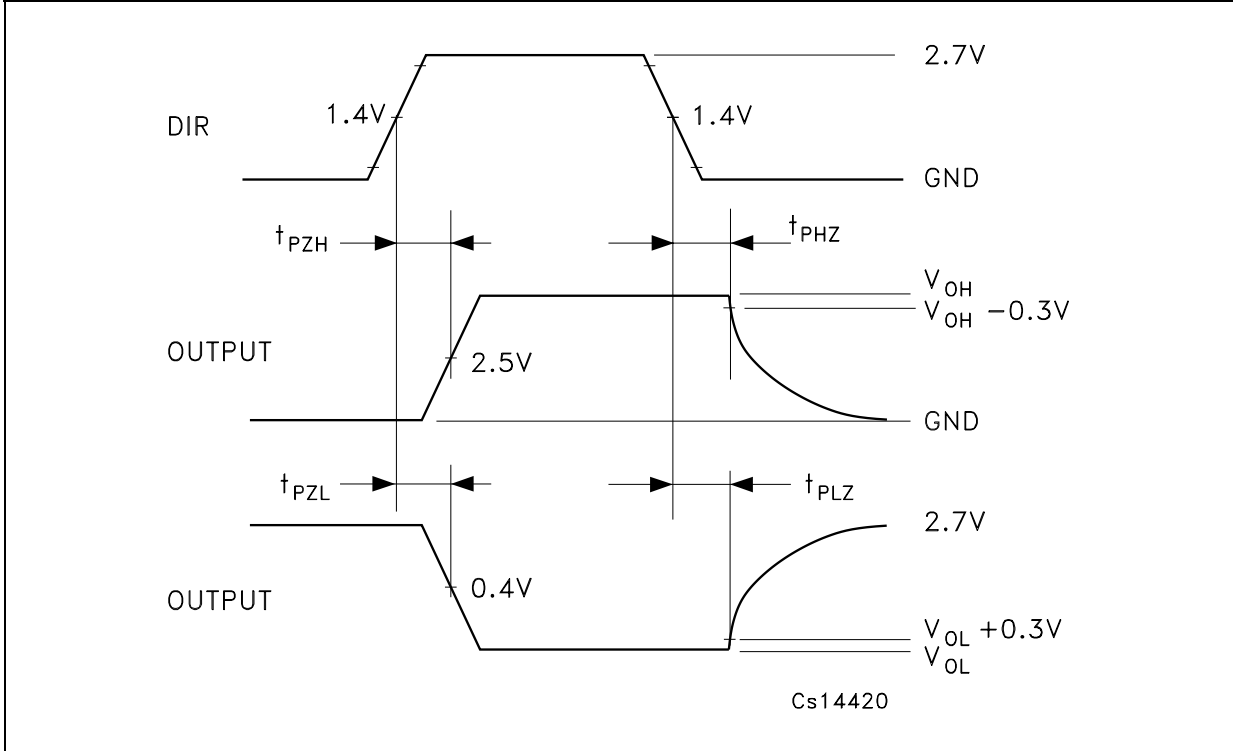 2.7V
1.4V
1.4V
DIR
GND
tPZH
tPHZ
VOH
VOH −0.3V
OUTPUT
2.5V
GND
tPZL
tPLZ
2.7V
0.4V
OUTPUT
VOL +0.3V
VOL
Cs14420